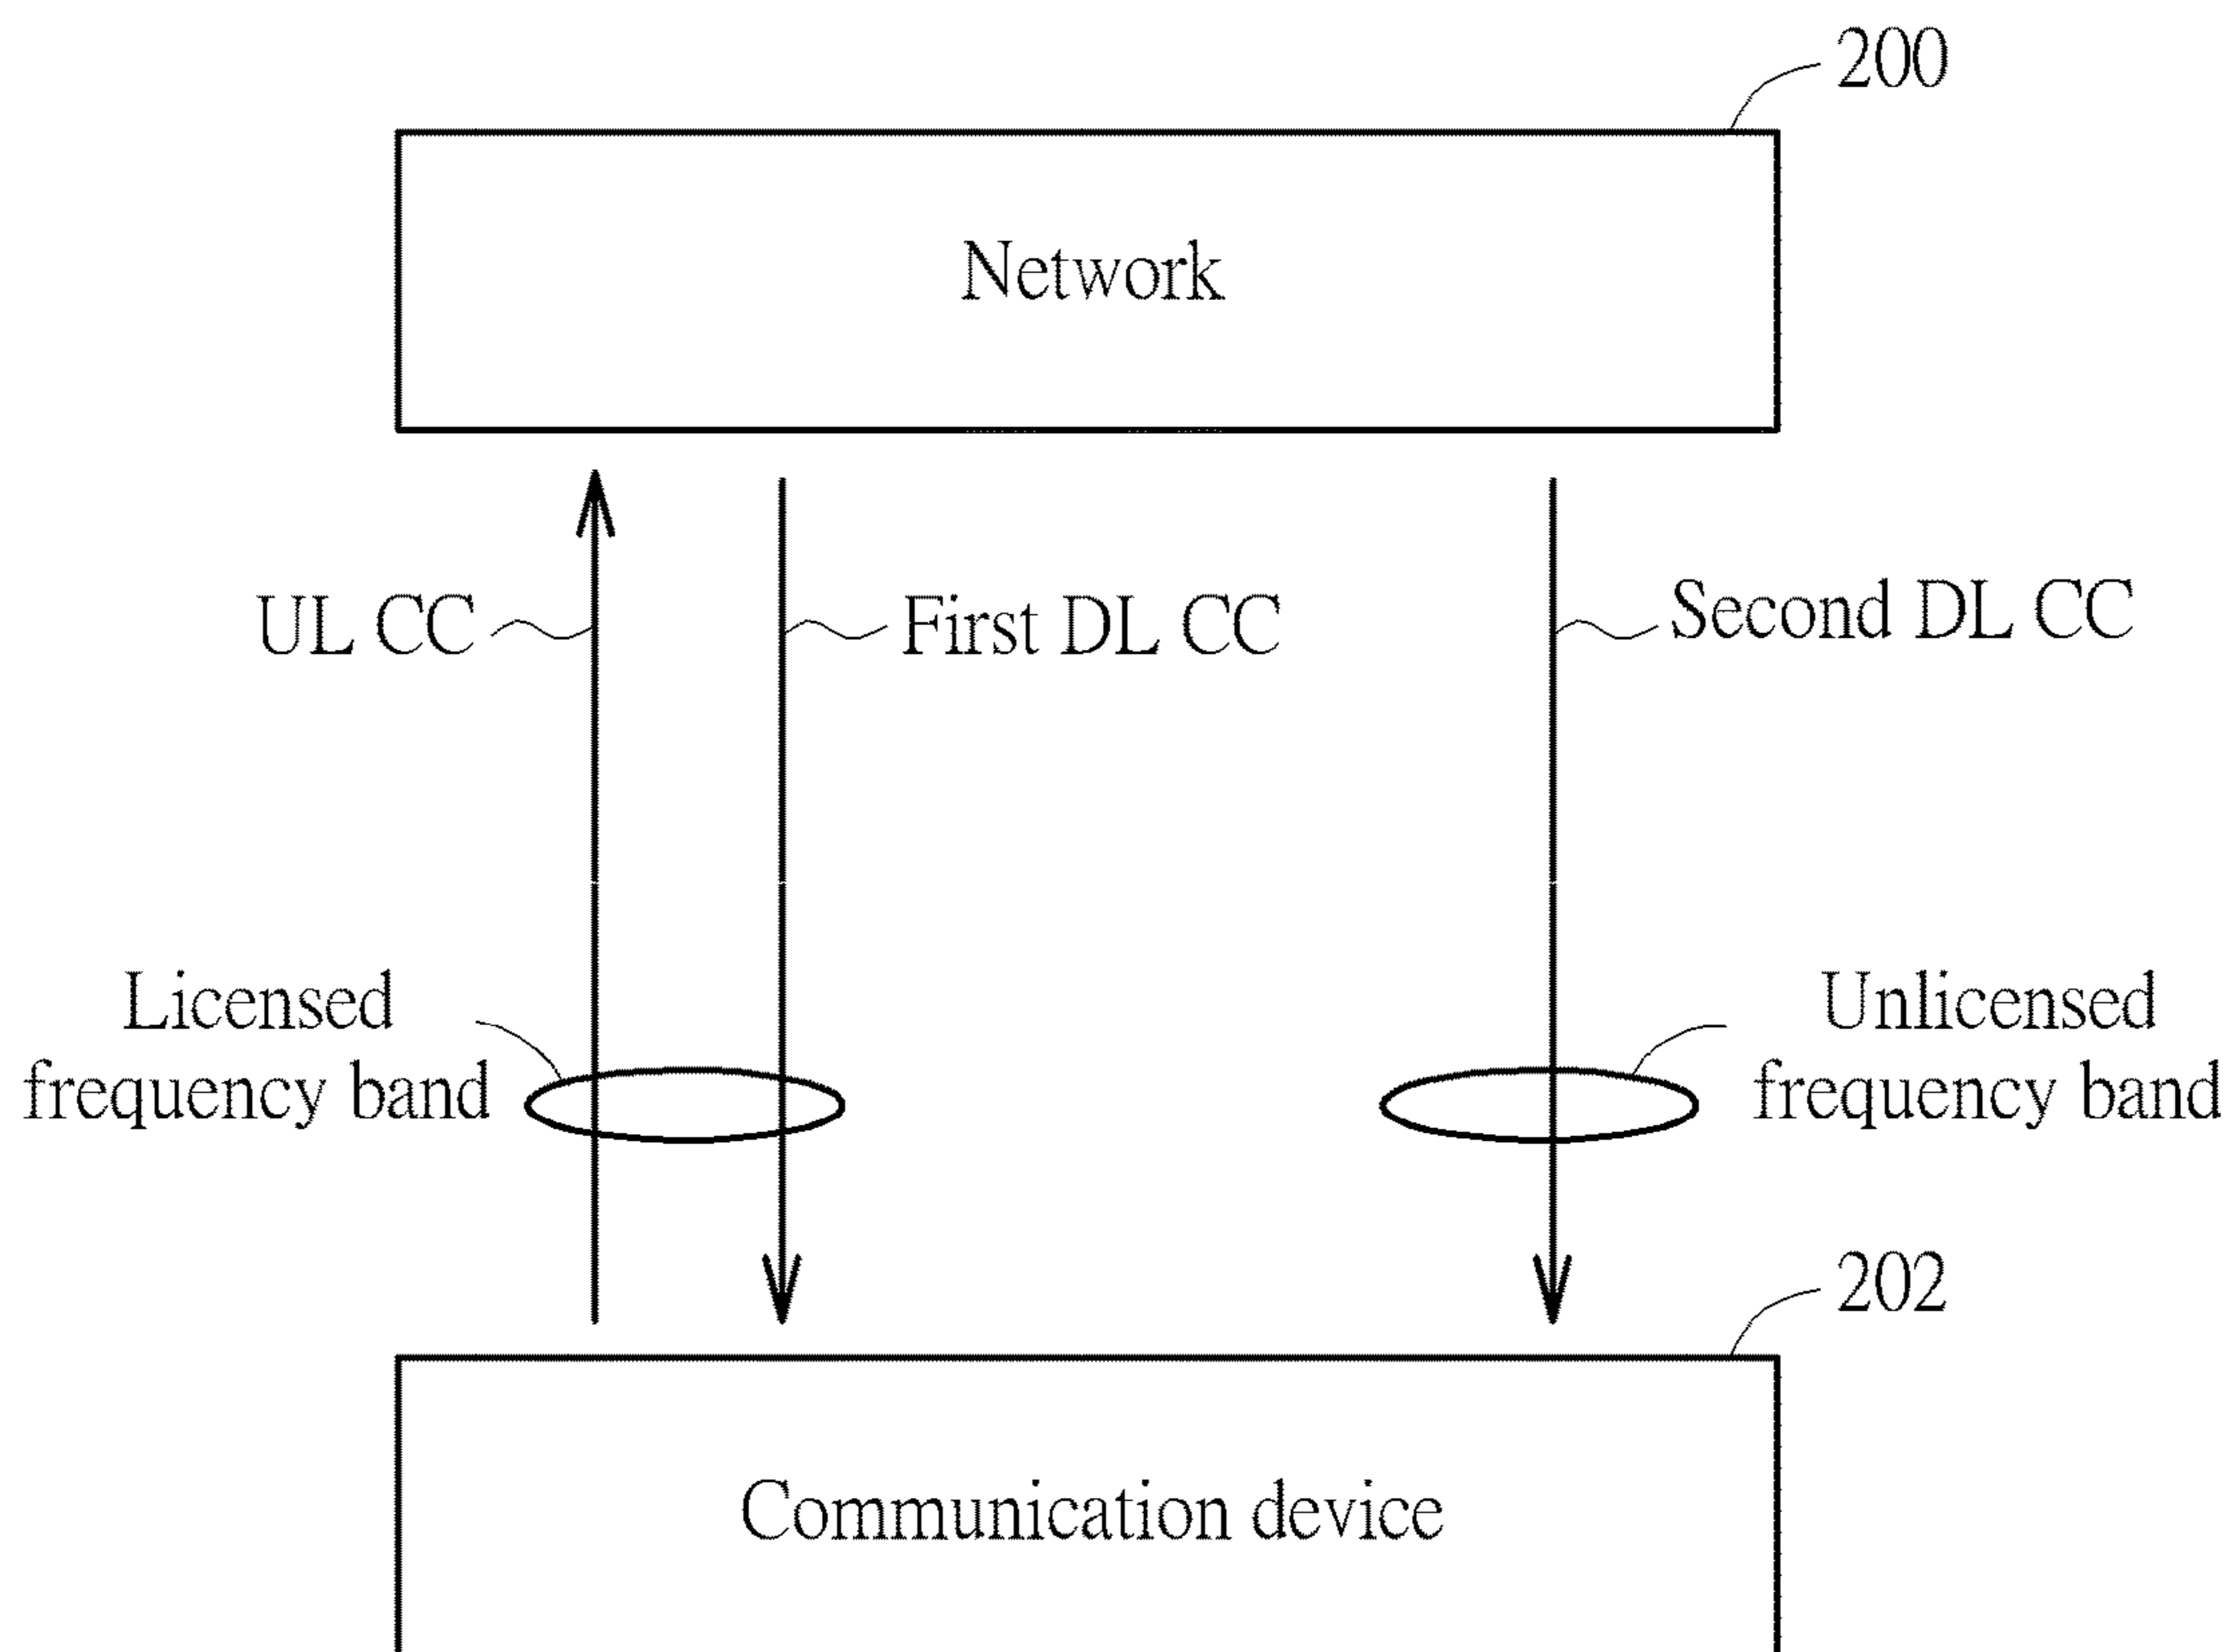 200
Network
UL CC
First DL CC
Second DL CC
Licensed
frequency band
Unlicensed
frequency band
202
Communication device